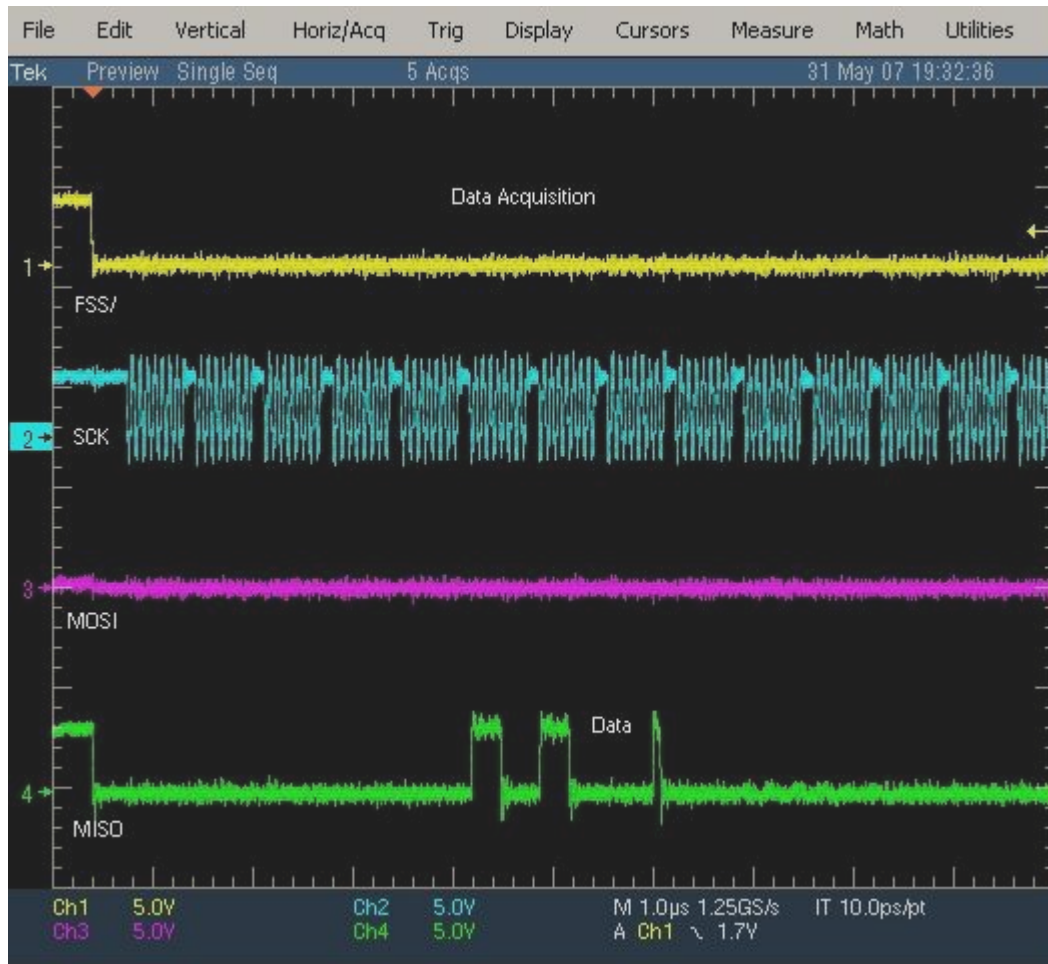 File Edit Vertical Horiz/Acq Trig Display Cursors Measure Math Utilities
Tek Preview Single Seq 5 Acqs 31 May 07 19:32:36
Data Acquisition
1
FSS/
2
SCK
3
MOSI
Data
4
MISO
Ch1 5.0V Ch2 5.0V M 1.0µs 1.25GS/s IT 10.0ps/pt
Ch3 5.0V Ch4 5.0V A Ch1 1.7V